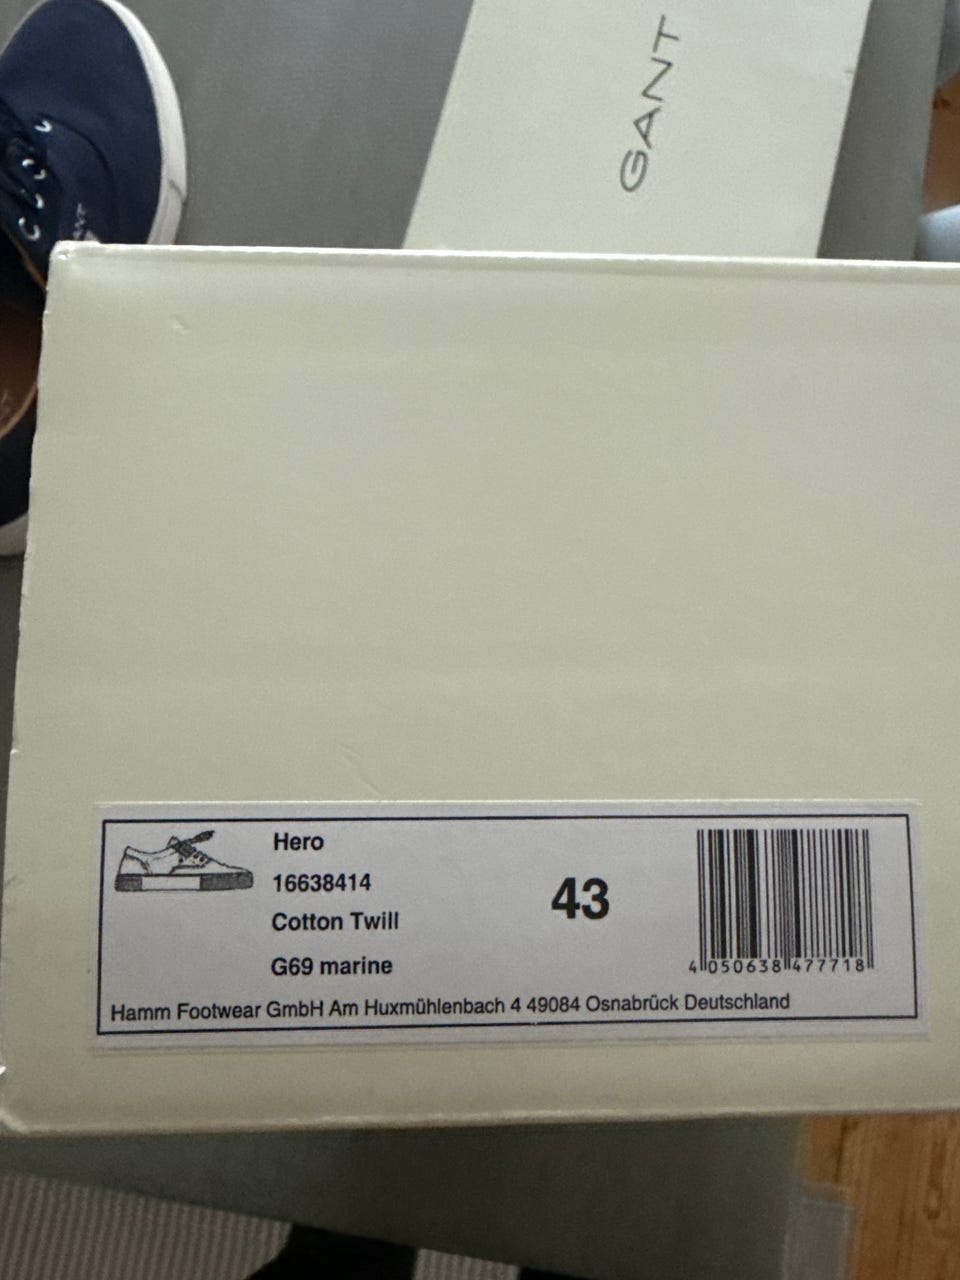 GANT
Hero
16638414
Cotton Twill
G69 marine
43
4 050638 477718
Hamm Footwear GmbH Am Huxmühlenbach 4 49084 Osnabrück Deutschland